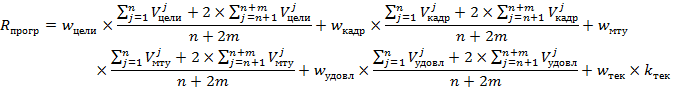 R_прогр = w_цели × (∑_{j=1}^{n} V_цели^j + 2 × ∑_{j=n+1}^{n+m} V_цели^j) / (n + 2m) + w_кадр × (∑_{j=1}^{n} V_кадр^j + 2 × ∑_{j=n+1}^{n+m} V_кадр^j) / (n + 2m) + w_мту
× (∑_{j=1}^{n} V_мту^j + 2 × ∑_{j=n+1}^{n+m} V_мту^j) / (n + 2m) + w_удовл × (∑_{j=1}^{n} V_удовл^j + 2 × ∑_{j=n+1}^{n+m} V_удовл^j) / (n + 2m) + w_тек × k_тек